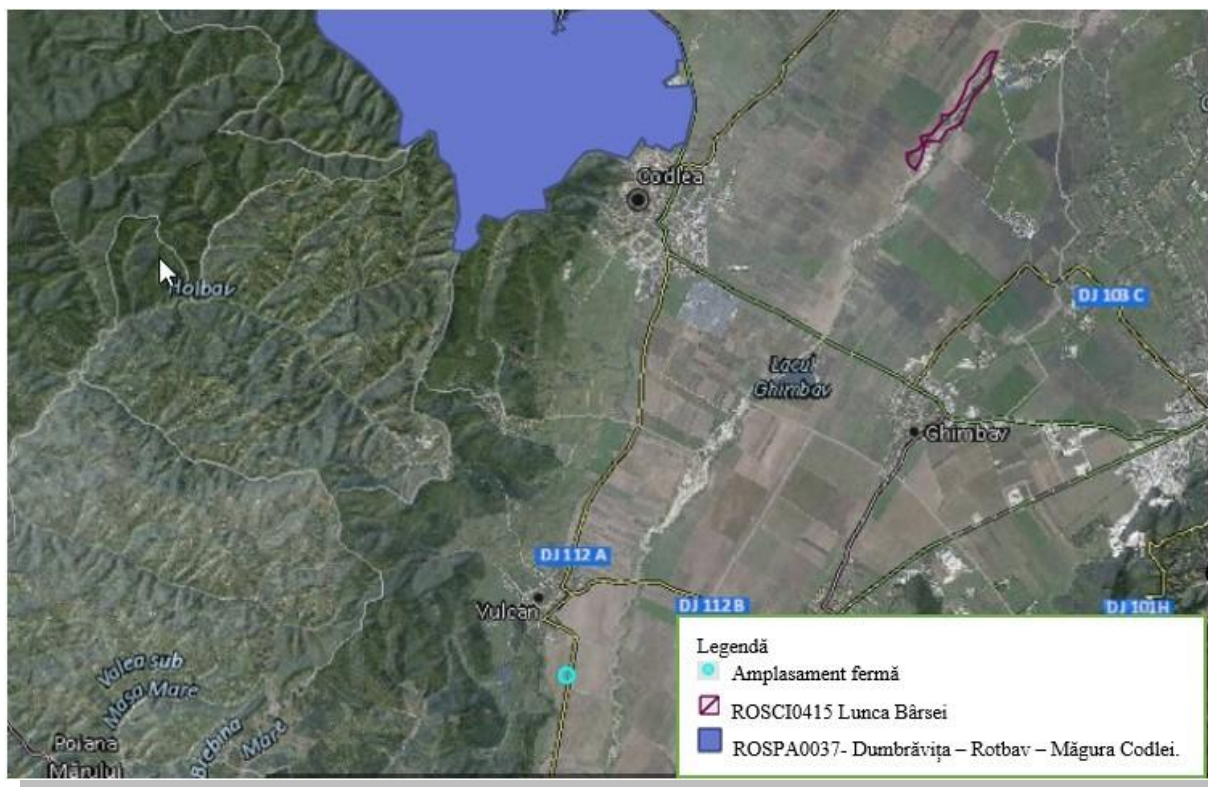 Codlea
Holbav
DJ 103 C
Lacul
Ghimbav
Ghimbav
DJ 112 A
Vulcan
DJ 112 B
DJ 101H
Valea sub
Masa Mare
Poiana
Mărului
Mare
Legendă
Amplasament fermă
ROSCI0415 Lunca Bârsei
ROSPA0037- Dumbrăvița – Rotbav – Măgura Codlei.